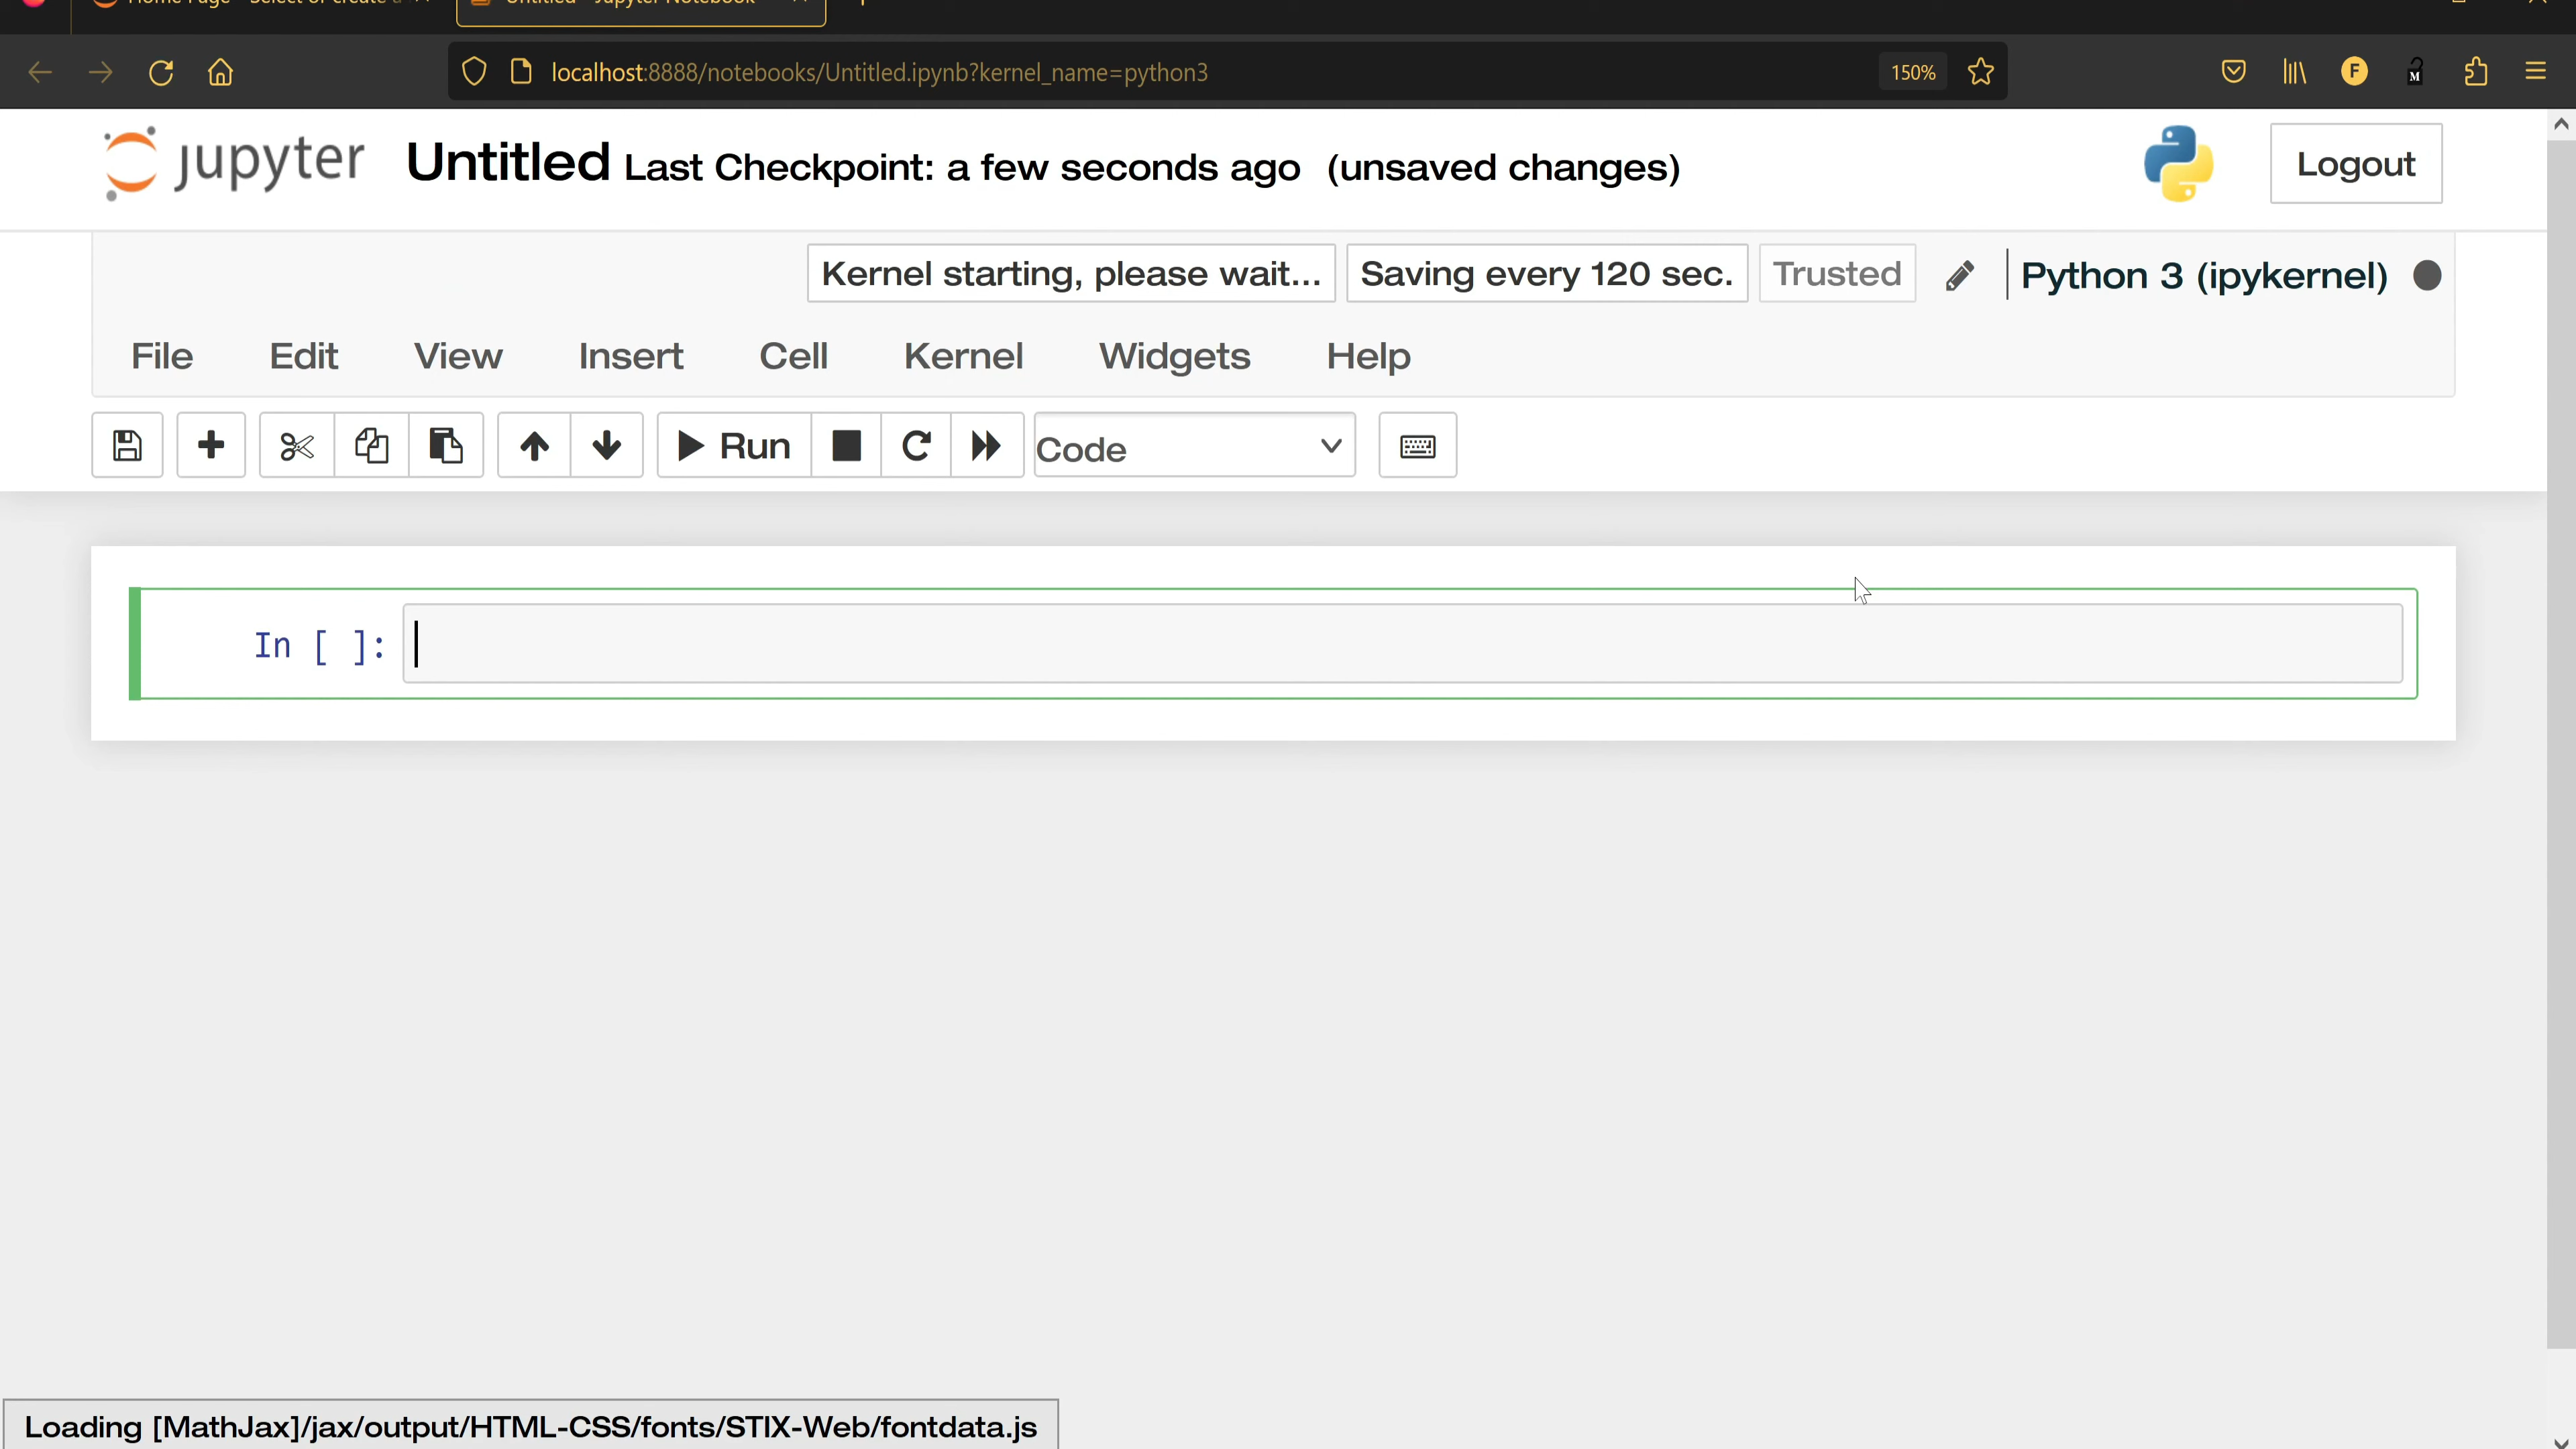 localhost:8888/notebooks/Untitled.ipynb?kernel_name=python3
150%
F
M
jupyter Untitled Last Checkpoint: a few seconds ago (unsaved changes)
Logout
Kernel starting, please wait... Saving every 120 sec. Trusted Python 3 (ipykernel)
File Edit View Insert Cell Kernel Widgets Help
Run Code
In [ ]:
Loading [MathJax]/jax/output/HTML-CSS/fonts/STIX-Web/fontdata.js